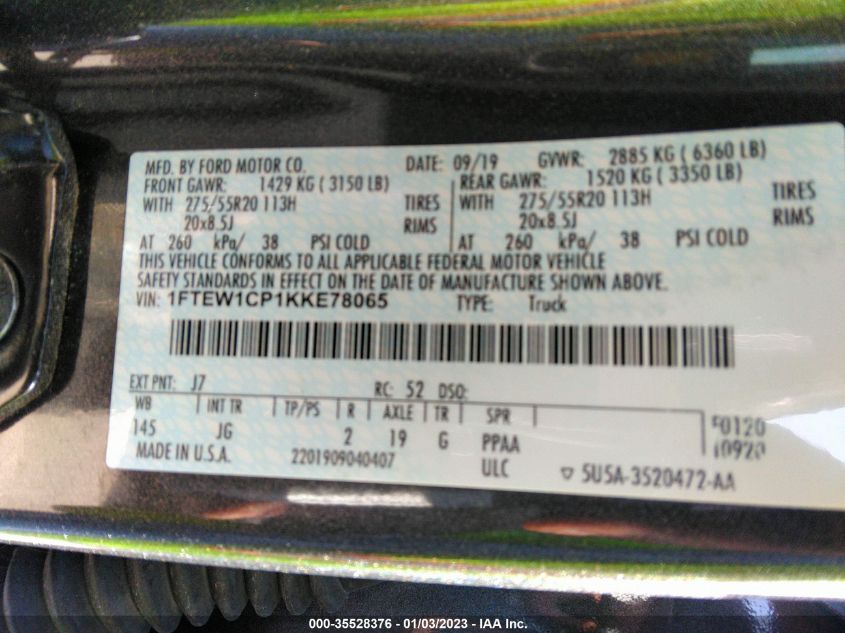 MFD. BY FORD MOTOR CO. DATE: 09/19 GVWR: 2885 KG ( 6360 LB)
FRONT GAWR: 1429 KG ( 3150 LB) REAR GAWR: 1520 KG ( 3350 LB)
WITH 275/55R20 113H TIRES WITH 275/55R20 113H TIRES
20x8.5J RIMS 20x8.5J RIMS
AT 260 kPa/ 38 PSI COLD AT 260 kPa/ 38 PSI COLD
THIS VEHICLE CONFORMS TO ALL APPLICABLE FEDERAL MOTOR VEHICLE
SAFETY STANDARDS IN EFFECT ON THE DATE OF MANUFACTURE SHOWN ABOVE.
VIN: 1FTEW1CP1KKE78065 TYPE: Truck
EXT PNT: J7 RC: 52 DSO:
WB INT TR TP/PS R AXLE TR SPR
145 JG 2 19 G PPAA
F0120
10920
MADE IN U.S.A. 2201909040407 ULC 5U5A-3520472-AA
000-35528376 - 01/03/2023 - IAA Inc.